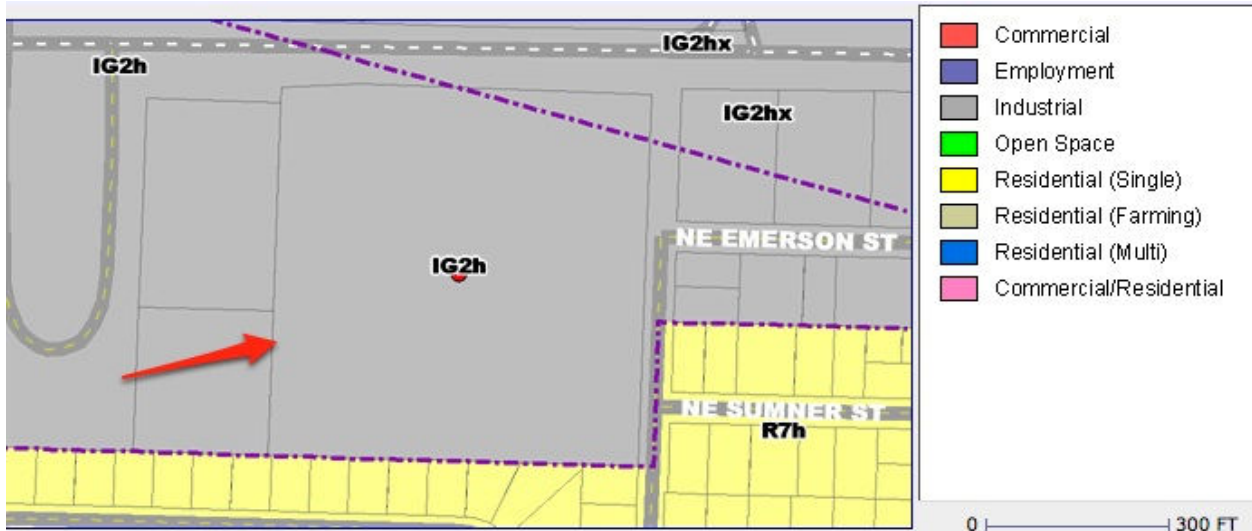 IG2hx
IG2h
IG2hx
NE EMERSON ST
IG2h
NE SUMNER ST
R7h
Commercial
Employment
Industrial
Open Space
Residential (Single)
Residential (Farming)
Residential (Multi)
Commercial/Residential
0 300 FT